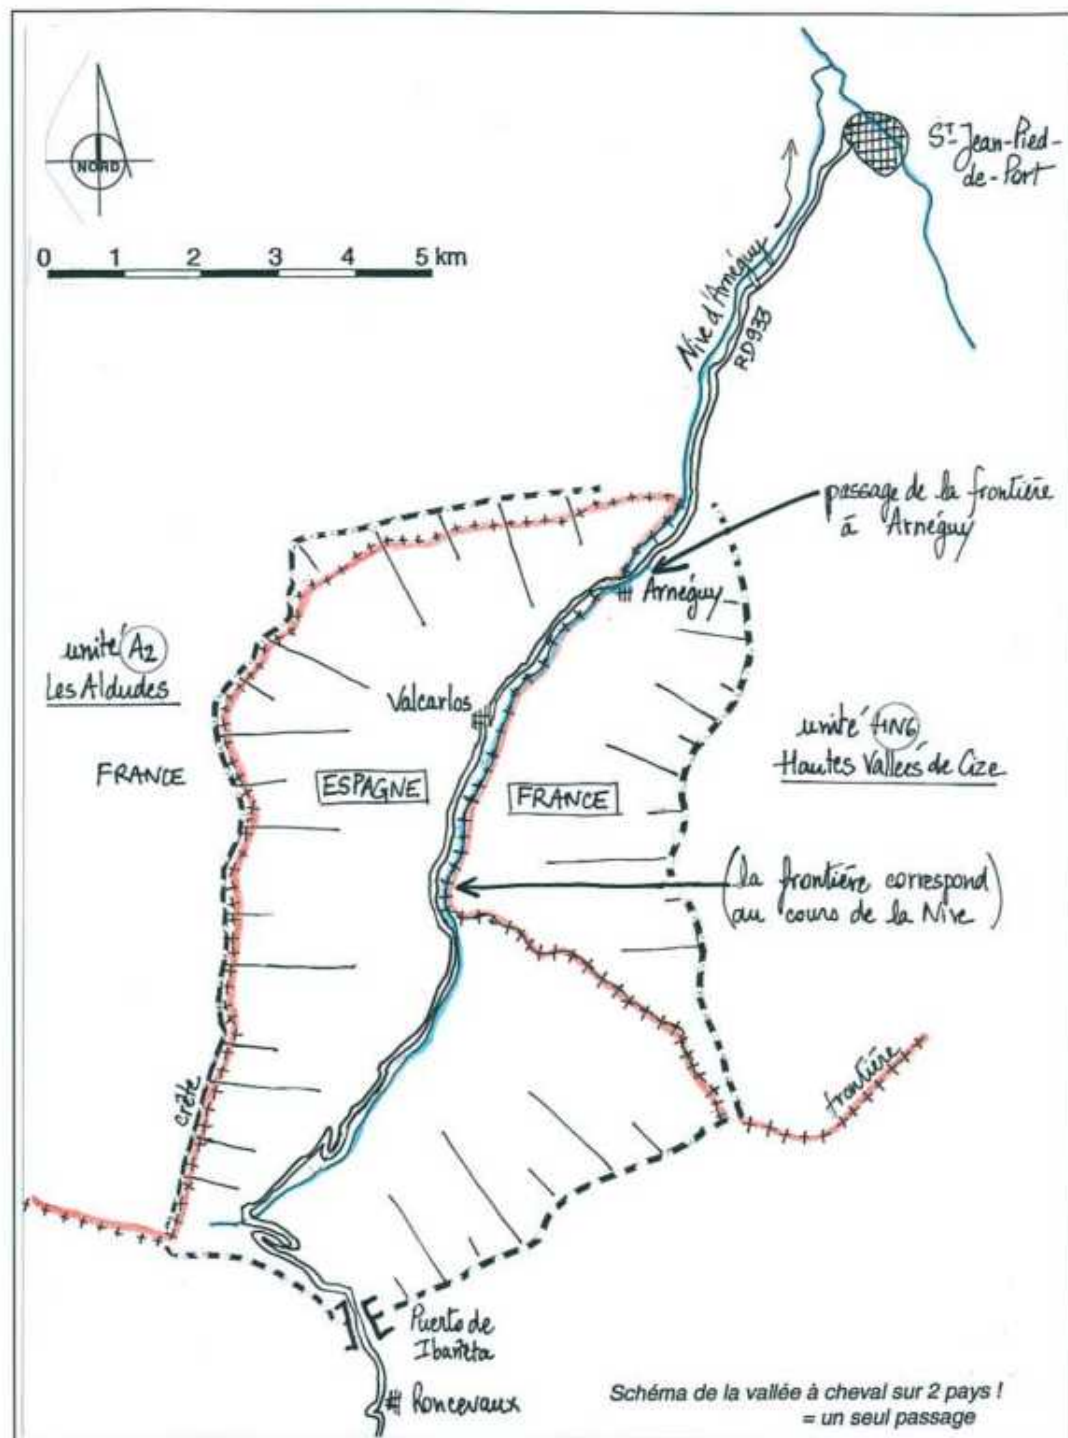 NORD
0 1 2 3 4 5 km
St-Jean-Pied-
de-Port
Nive d'Arnéguy
RD933
passage de la frontière
à Arnéguy
Arnéguy
unité A2
Les Aldudes
Valcarlos
FRANCE
ESPAGNE
FRANCE
unité HN6
Hautes Vallées de Cize
(la frontière correspond)
(au cours de la Nive)
crête
frontière
Puerto de
Ibañeta
Roncevaux
Schéma de la vallée à cheval sur 2 pays !
= un seul passage